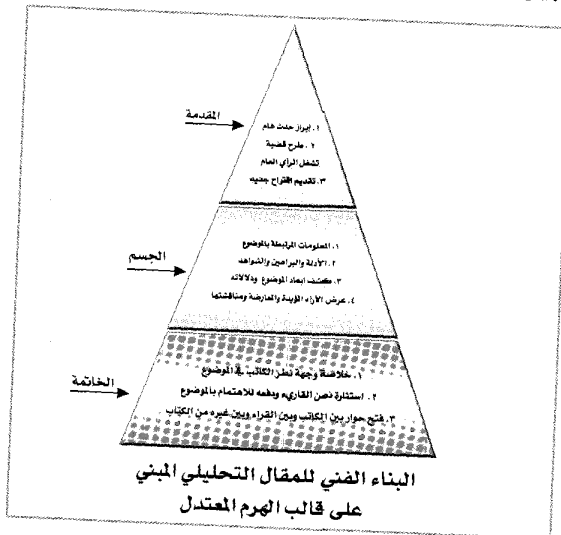 المقدمة
١. إبراز حدث هام
٢. طرح قضية
تشغل الرأي العام
٣. تقديم اقتراح جديد
الجسم
١. المعلومات المرتبطة بالموضوع
٢. الأدلة والبراهين والشواهد
٣. كشف أبعاد الموضوع ودلالاته
٤. عرض الآراء المؤيدة والمعارضة ومناقشتها
الخاتمة
١. خلاصة وجهة نظر الكاتب في الموضوع
٢. استثارة ذهن القارىء ودفعه للاهتمام بالموضوع
٣. فتح حوار بين الكاتب وبين القراء وبين غيره من الكتاب
البناء الفني للمقال التحليلي المبني
على قالب الهرم المعتدل